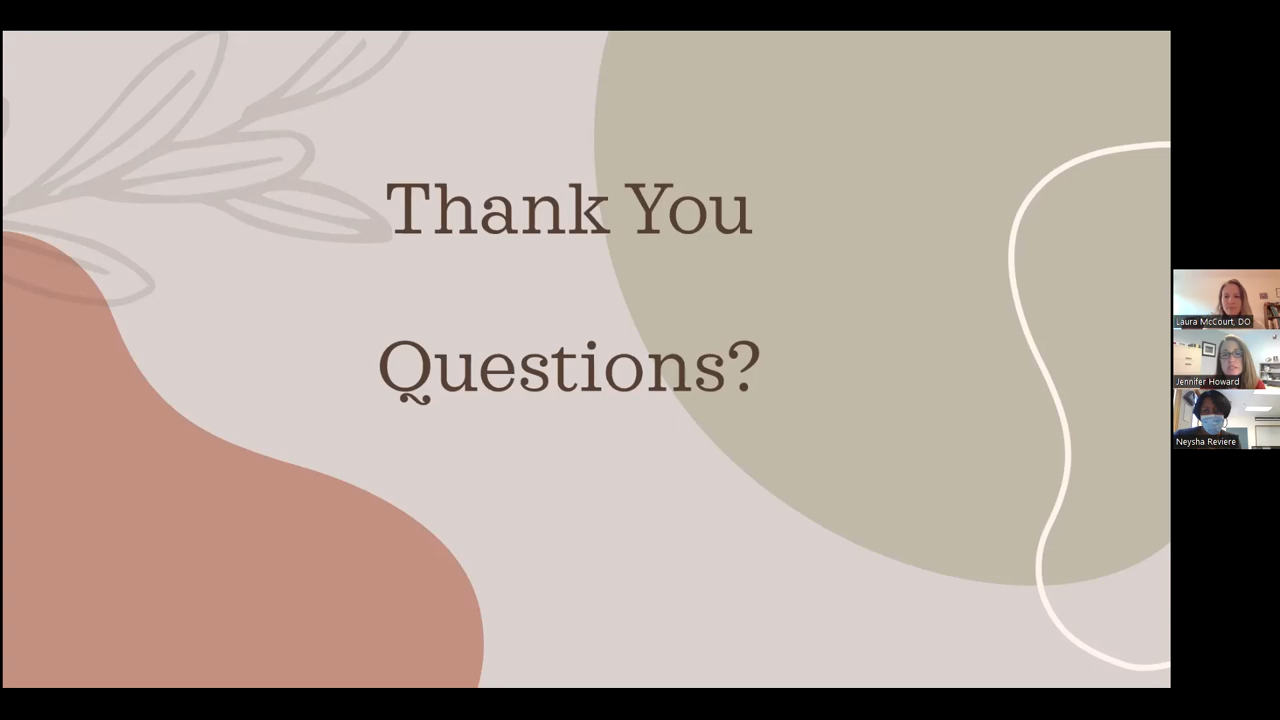 Thank You
Questions?
Laura McCourt, DO
Jennifer Howard
Neysha Reviere